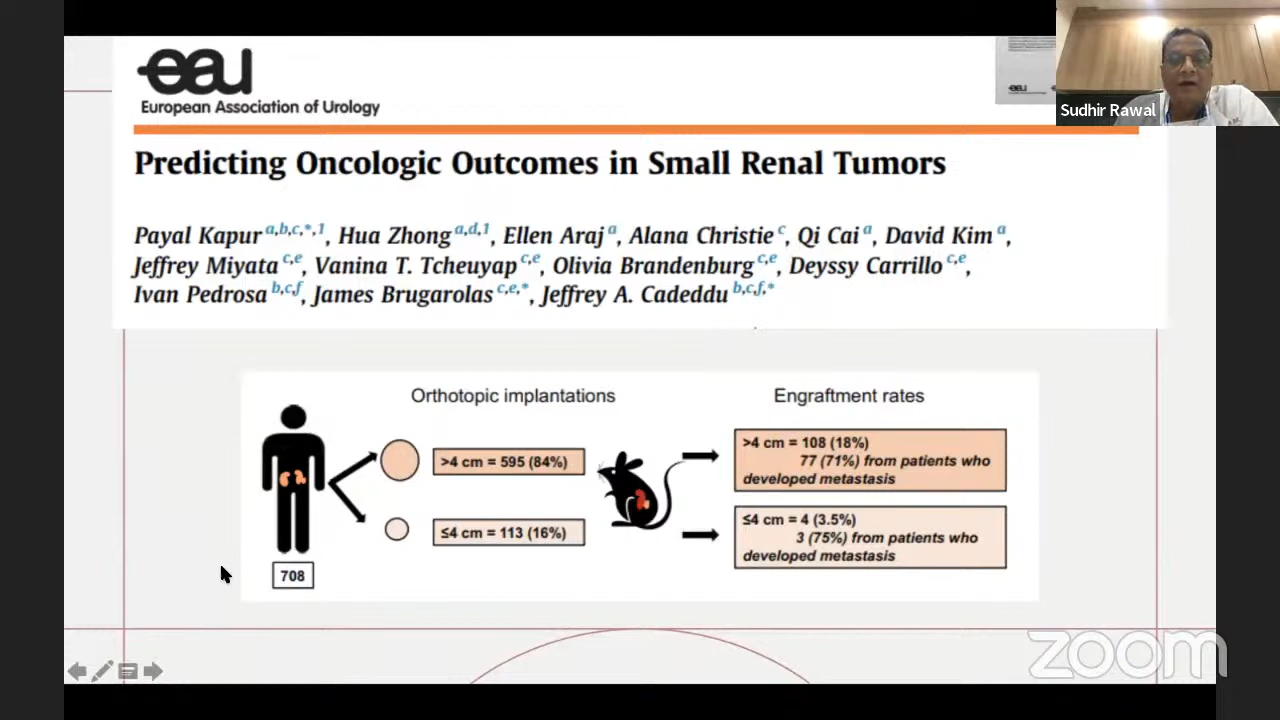 eau
European Association of Urology
Sudhir Rawal
Predicting Oncologic Outcomes in Small Renal Tumors
Payal Kapur a,b,c,*,1, Hua Zhong a,d,1, Ellen Araj a, Alana Christie c, Qi Cai a, David Kim a,
Jeffrey Miyata c,e, Vanina T. Tcheuyap c,e, Olivia Brandenburg c,e, Deyssy Carrillo c,e,
Ivan Pedrosa b,c,f, James Brugarolas c,e,*, Jeffrey A. Cadeddu b,c,f,*
Orthotopic implantations
Engraftment rates
>4 cm = 595 (84%)
≤4 cm = 113 (16%)
>4 cm = 108 (18%)
77 (71%) from patients who
developed metastasis
≤4 cm = 4 (3.5%)
3 (75%) from patients who
developed metastasis
708
zoom